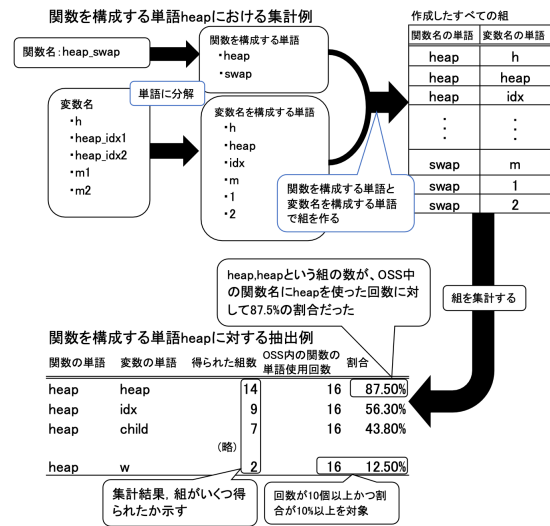 関数を構成する単語heapにおける集計例
関数名:heap_swap
関数を構成する単語
・heap
・swap
単語に分解
変数名
・h
・heap_idx1
・heap_idx2
・m1
・m2
変数名を構成する単語
・h
・heap
・idx
・m
・1
・2
関数を構成する単語と
変数名を構成する単語
で組を作る
作成したすべての組
関数名の単語 変数名の単語
heap h
heap heap
heap idx
・ ・
・ ・
・ ・
swap m
swap 1
swap 2
組を集計する
heap,heapという組の数が、OSS中
の関数名にheapを使った回数に対
して87.5%の割合だった
関数を構成する単語heapに対する抽出例
関数の単語 変数の単語 得られた組数 OSS内の関数の
単語使用回数 割合
heap heap 14 16 87.50%
heap idx 9 16 56.30%
heap child 7 16 43.80%
(略)
heap w 2 16 12.50%
集計結果，組がいくつ得
られたか示す
回数が10個以上かつ割
合が10%以上を対象